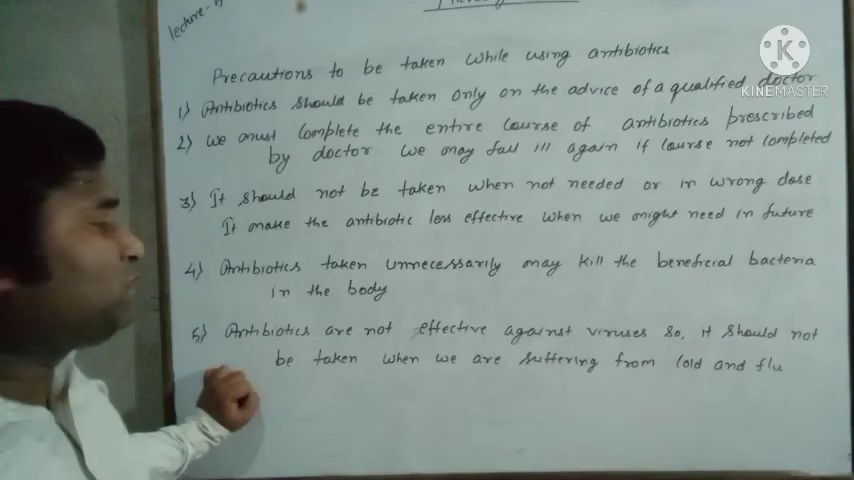 lecture-
KINEMASTER
Precautions to be taken while using antibiotics
1) Antibiotics should be taken only on the advice of a qualified doctor
2) we must complete the entire course of antibiotics prescribed
by doctor we may fall ill again if course not completed
3) It should not be taken when not needed or in wrong dose
It make the antibiotic less effective when we might need in future
4) Antibiotics taken unnecessarily may kill the beneficial bacteria
in the body
5) Antibiotics are not effective against viruses so, it should not
be taken when we are suffering from cold and flu